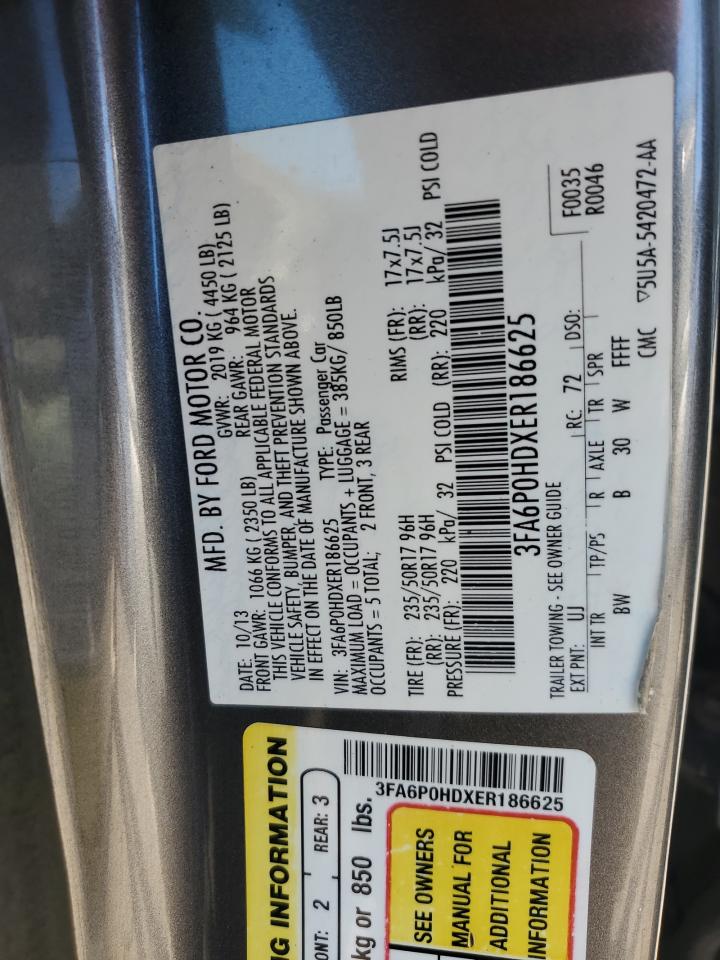 MFD. BY FORD MOTOR CO.
DATE: 10/13 GVWR: 2019 KG ( 4450 LB)
FRONT GAWR: 1066 KG ( 2350 LB) REAR GAWR: 964 KG ( 2125 LB)
THIS VEHICLE CONFORMS TO ALL APPLICABLE FEDERAL MOTOR
VEHICLE SAFETY, BUMPER, AND THEFT PREVENTION STANDARDS
IN EFFECT ON THE DATE OF MANUFACTURE SHOWN ABOVE.
VIN: 3FA6P0HDXER186625 TYPE: Passenger Car
MAXIMUM LOAD = OCCUPANTS + LUGGAGE = 385KG/ 850LB
OCCUPANTS = 5 TOTAL; 2 FRONT, 3 REAR
TIRE (FR): 235/50R17 96H RIMS (FR): 17x7.5J
(RR): 235/50R17 96H (RR): 17x7.5J
PRESSURE (FR): 220 kPa/ 32 PSI COLD (RR): 220 kPa/ 32 PSI COLD
3FA6P0HDXER186625
TRAILER TOWING - SEE OWNER GUIDE
EXT PNT: UJ RC: 72 DSO: F0035
R0046
INT TR TP/PS R AXLE TR SPR
BW B 30 W FFFF
CMC ▽5U5A-5420472-AA
NG INFORMATION
ONT: 2 REAR: 3
kg or 850 lbs.
3FA6P0HDXER186625
SEE OWNERS
MANUAL FOR
ADDITIONAL
INFORMATION